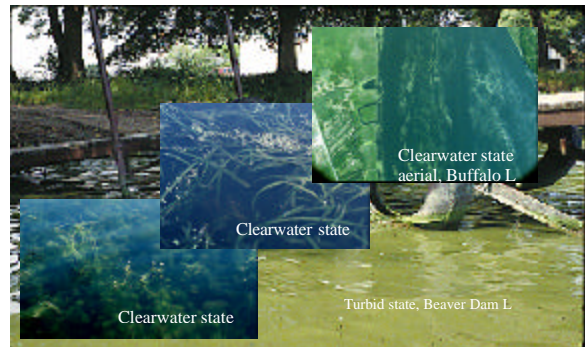 Clearwater state
aerial, Buffalo L
Clearwater state
Clearwater state
Turbid state, Beaver Dam L